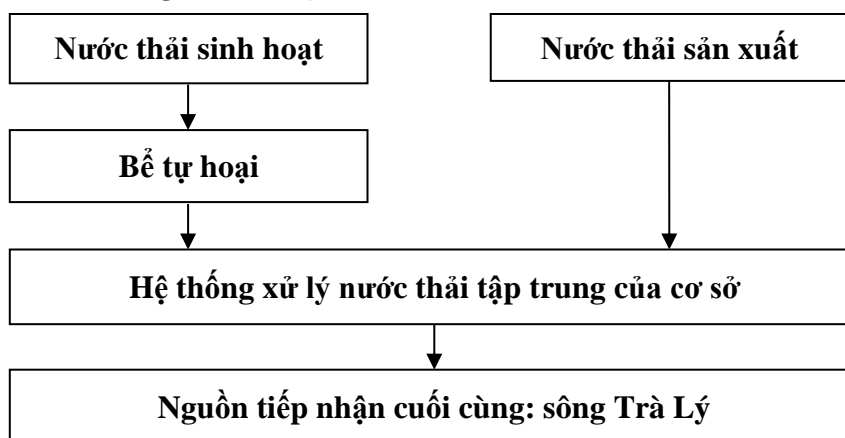 Nước thải sinh hoạt
Nước thải sản xuất
Bể tự hoại
Hệ thống xử lý nước thải tập trung của cơ sở
Nguồn tiếp nhận cuối cùng: sông Trà Lý